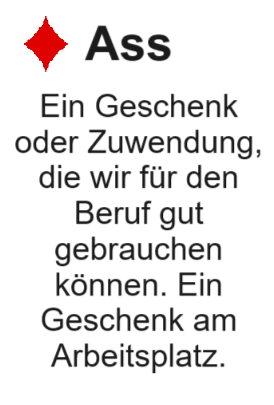 Ass
Ein Geschenk
oder Zuwendung,
die wir für den
Beruf gut
gebrauchen
können. Ein
Geschenk am
Arbeitsplatz.